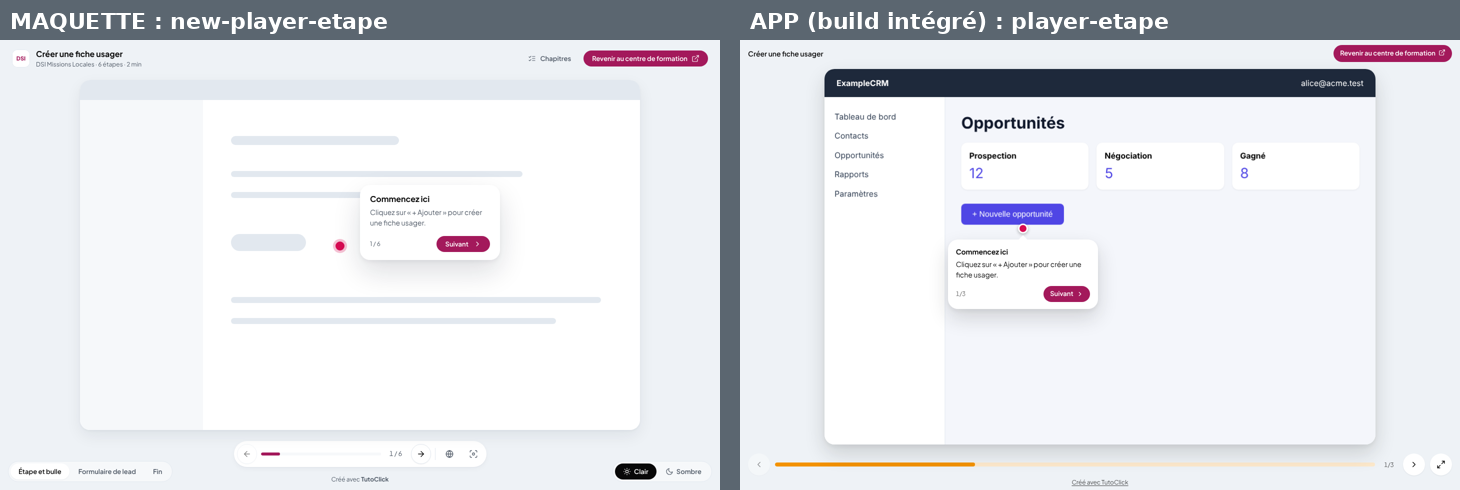 MAQUETTE : new-player-etape
DSI
Créer une fiche usager
DSI Missions Locales · 6 étapes · 2 min
Chapitres
Revenir au centre de formation
Commencez ici
Cliquez sur « + Ajouter » pour créer
une fiche usager.
1 / 6
Suivant
1 / 6
Étape et bulle
Formulaire de lead
Fin
Clair
Sombre
Créé avec TutoClick
APP (build intégré) : player-etape
Créer une fiche usager
Revenir au centre de formation
ExampleCRM
alice@acme.test
Tableau de bord
Contacts
Opportunités
Rapports
Paramètres
Opportunités
Prospection
12
Négociation
5
Gagné
8
+ Nouvelle opportunité
Commencez ici
Cliquez sur « + Ajouter » pour créer une
fiche usager.
1/3
Suivant
1/3
Créé avec TutoClick